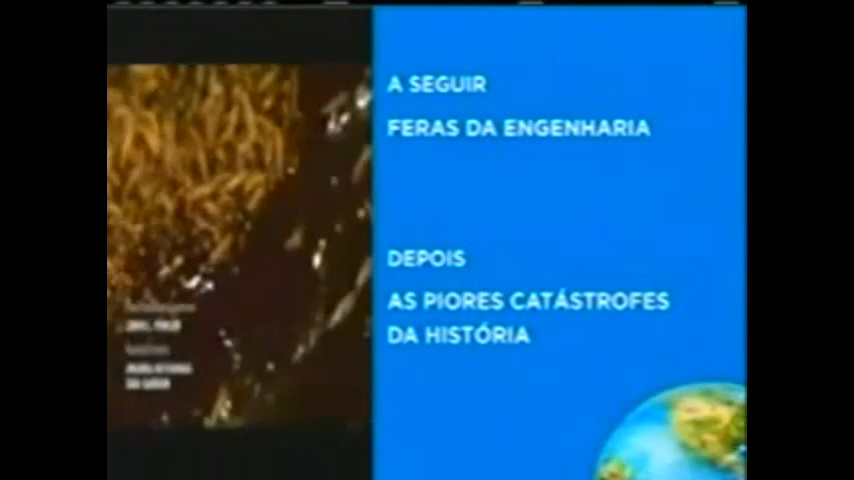 A SEGUIR
FERAS DA ENGENHARIA
DEPOIS
AS PIORES CATÁSTROFES
DA HISTÓRIA